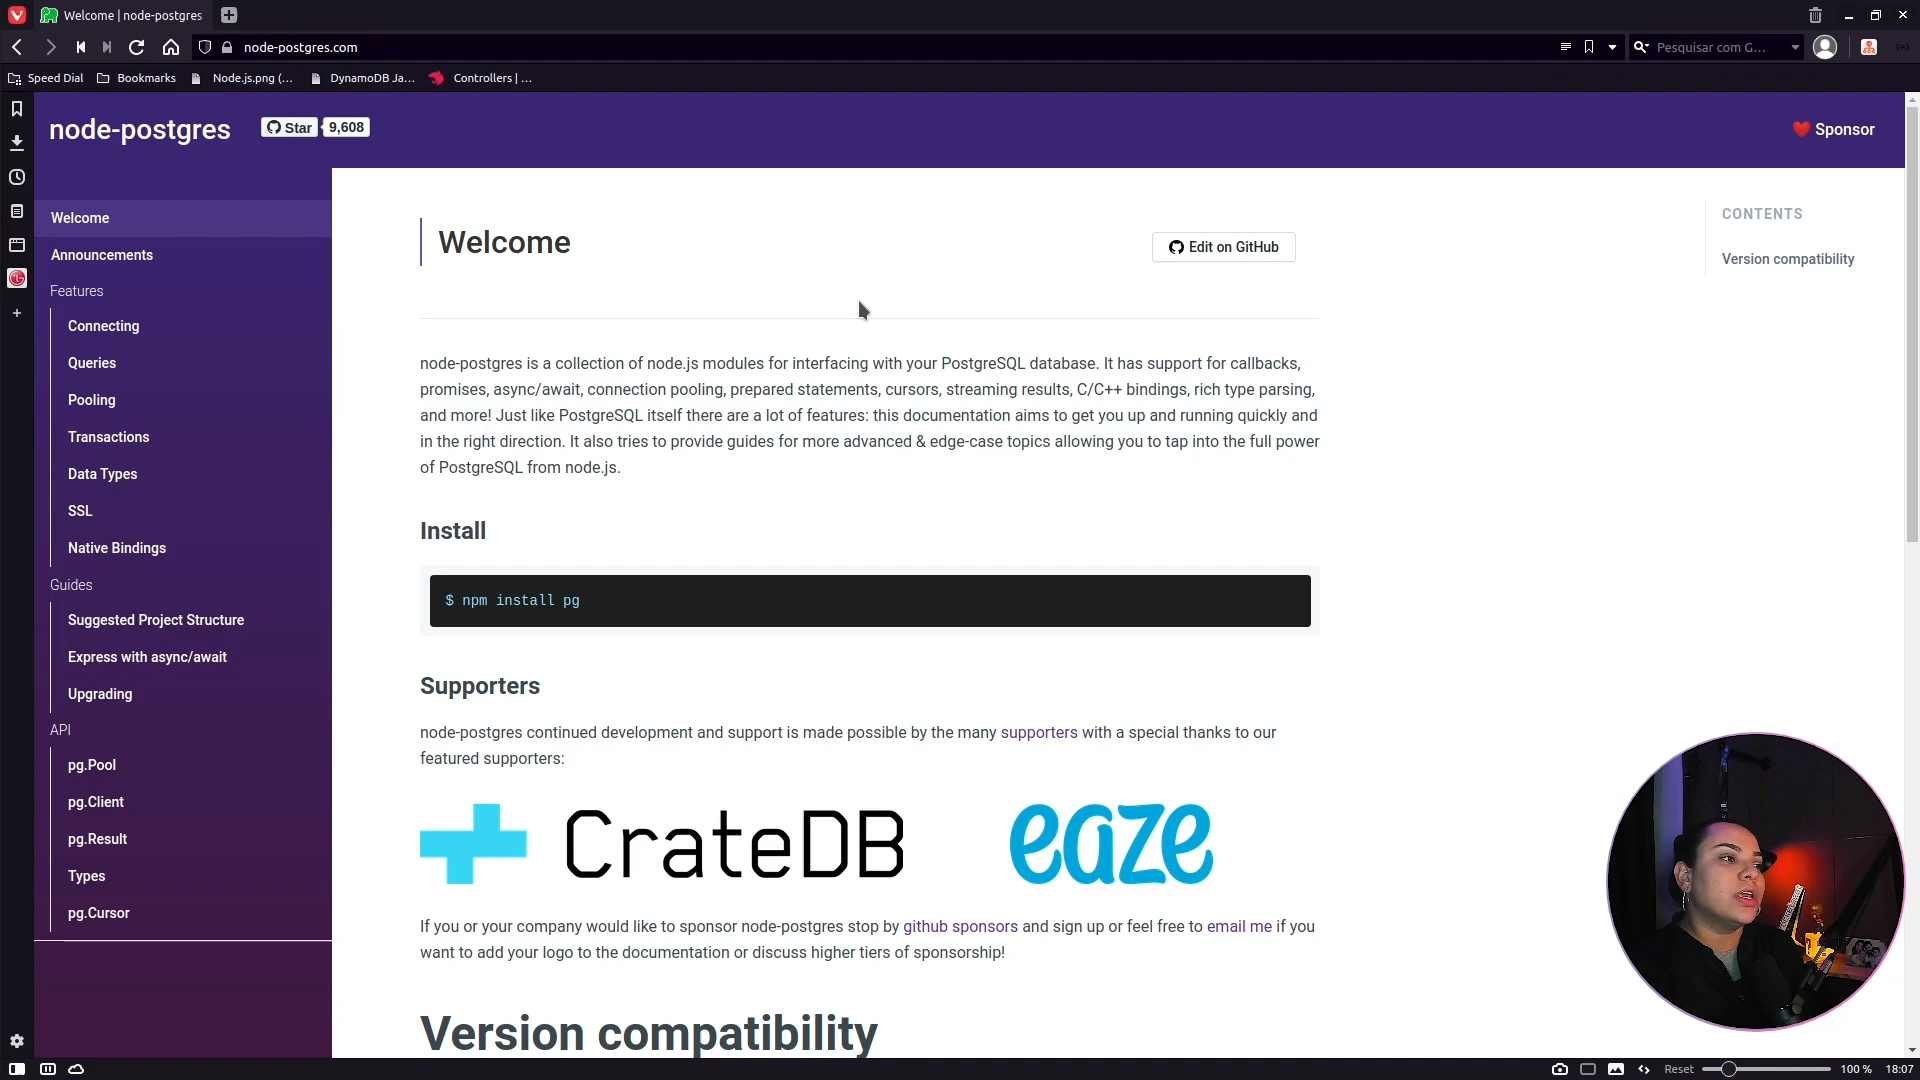 Welcome | node-postgres
node-postgres.com
Pesquisar com G...
Speed Dial
Bookmarks
Node.js.png (...
DynamoDB Ja...
Controllers | ...
node-postgres
Star
9,608
Sponsor
Welcome
Announcements
Features
Connecting
Queries
Pooling
Transactions
Data Types
SSL
Native Bindings
Guides
Suggested Project Structure
Express with async/await
Upgrading
API
pg.Pool
pg.Client
pg.Result
Types
pg.Cursor
Welcome
Edit on GitHub
node-postgres is a collection of node.js modules for interfacing with your PostgreSQL database. It has support for callbacks,
promises, async/await, connection pooling, prepared statements, cursors, streaming results, C/C++ bindings, rich type parsing,
and more! Just like PostgreSQL itself there are a lot of features: this documentation aims to get you up and running quickly and
in the right direction. It also tries to provide guides for more advanced & edge-case topics allowing you to tap into the full power
of PostgreSQL from node.js.
Install
$ npm install pg
Supporters
node-postgres continued development and support is made possible by the many supporters with a special thanks to our
featured supporters:
CrateDB
eaze
If you or your company would like to sponsor node-postgres stop by github sponsors and sign up or feel free to email me if you
want to add your logo to the documentation or discuss higher tiers of sponsorship!
Version compatibility
CONTENTS
Version compatibility
Reset
100 %
18:07